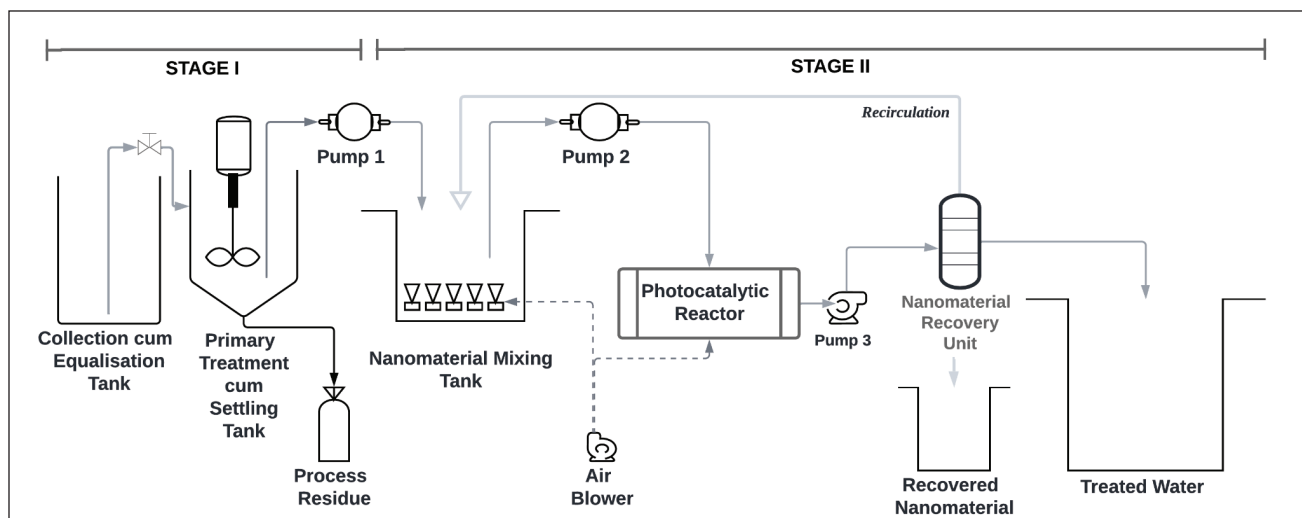 STAGE I
STAGE II
Recirculation
Pump 1
Pump 2
Photocatalytic
Reactor
Pump 3
Nanomaterial
Recovery
Unit
Collection cum
Equalisation
Tank
Primary
Treatment
cum
Settling
Tank
Nanomaterial Mixing
Tank
Process
Residue
Air
Blower
Recovered
Nanomaterial
Treated Water